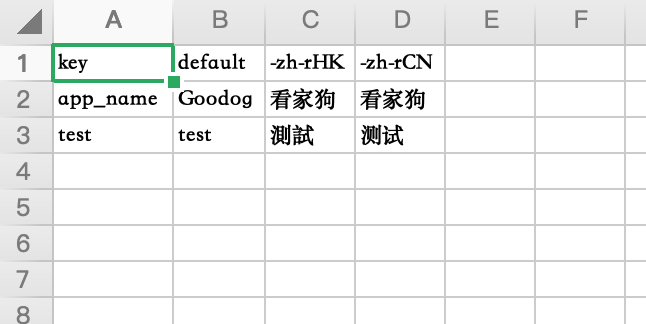 A B C D E F
1 key default -zh-rHK -zh-rCN
2 app_name Goodog 看家狗 看家狗
3 test test 測試 测试
4
5
6
7
8